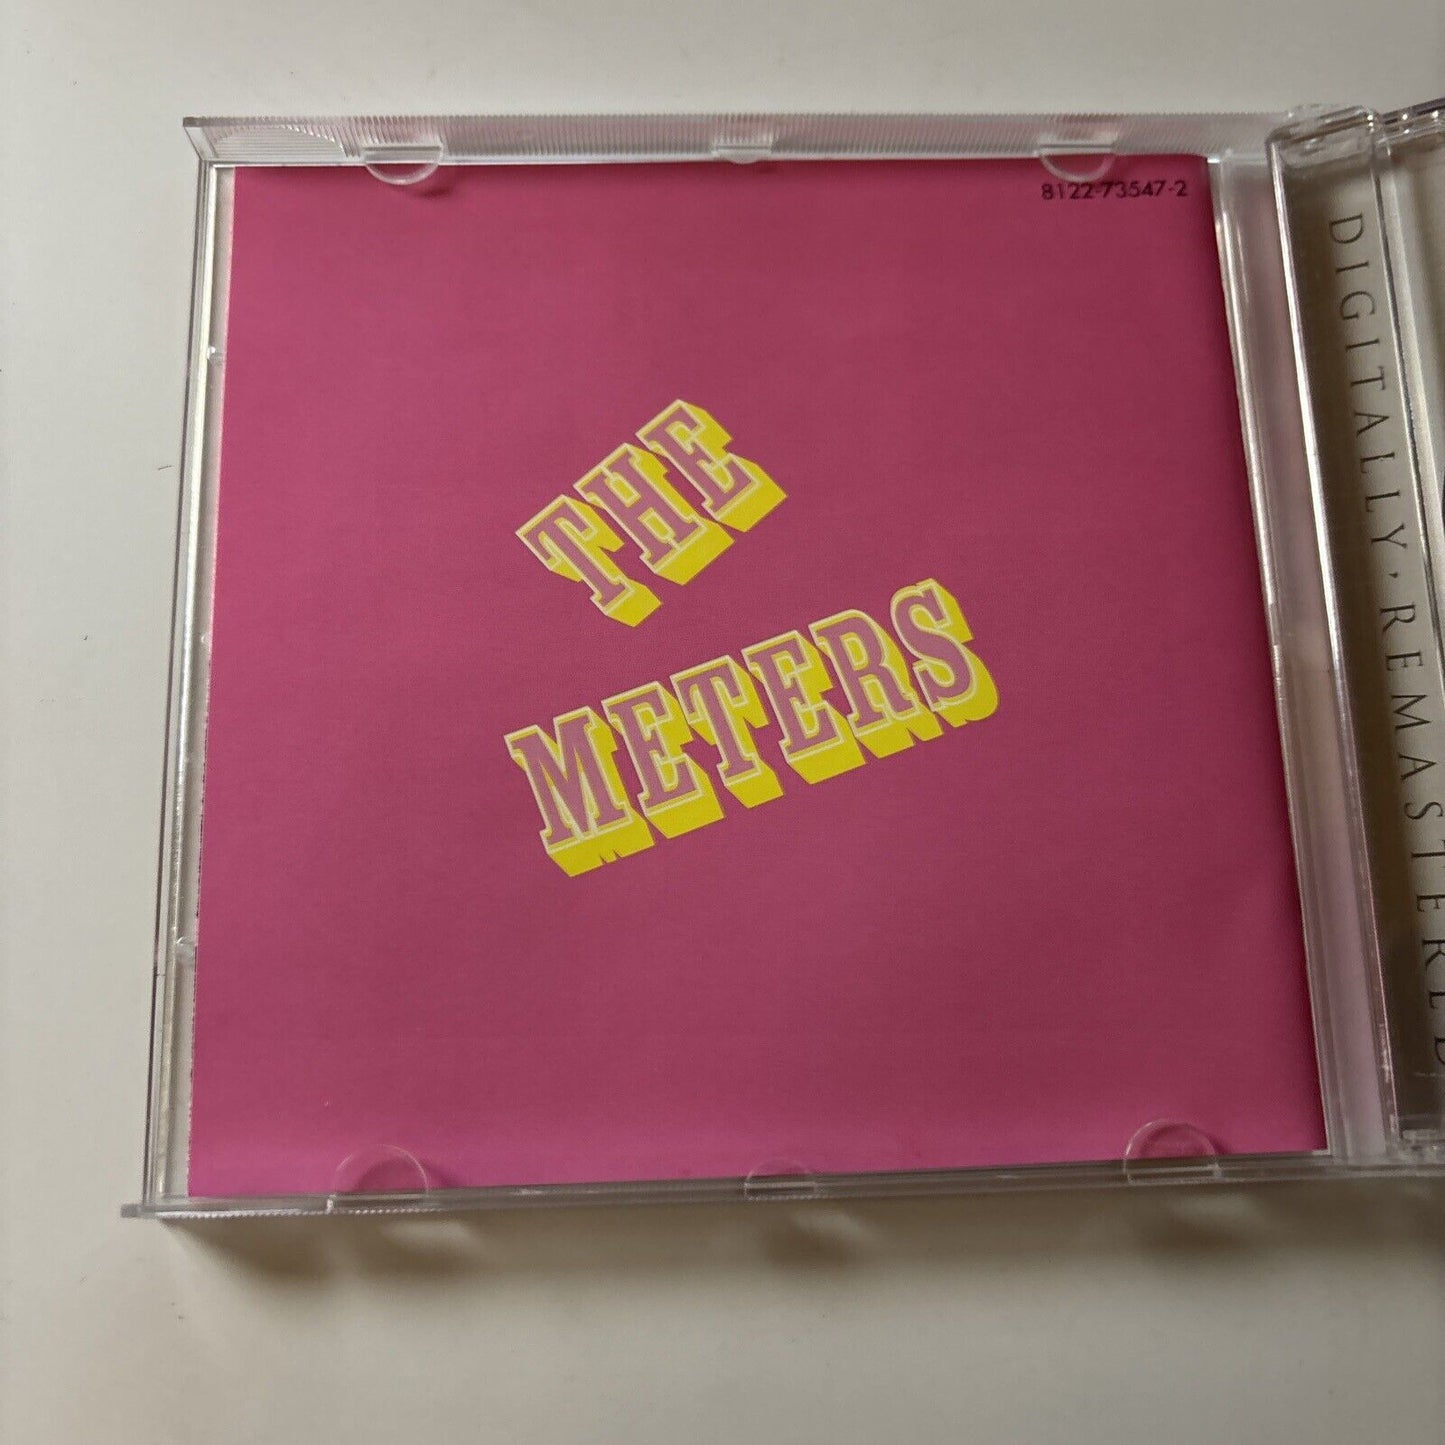 8122-73547-2
THE
METERS
DIGITALLY·REMASTERED